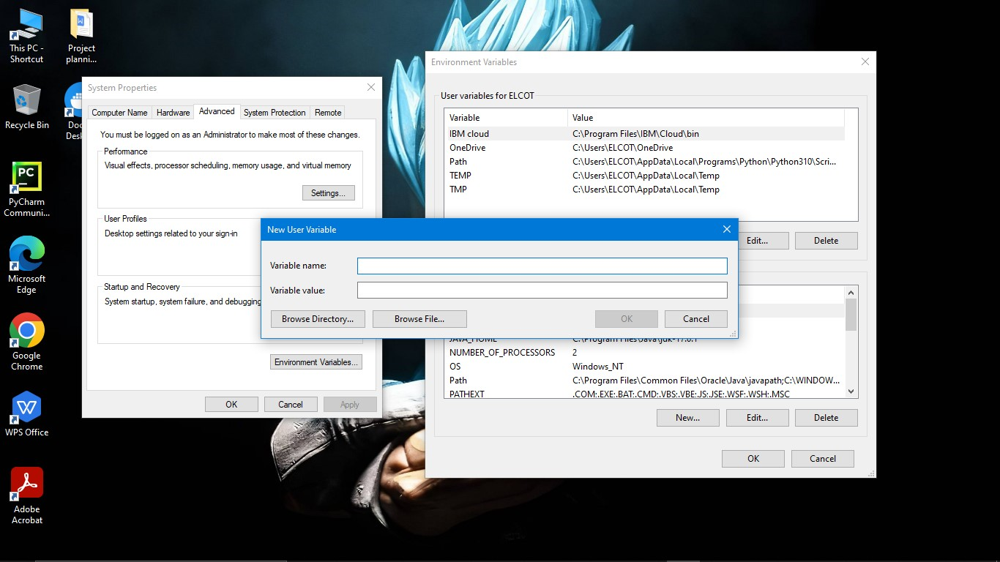 This PC -
Shortcut
Project
planni...
Recycle Bin
Doc
Desk
PC
PyCharm
Communi...
Microsoft
Edge
Google
Chrome
W
WPS Office
Adobe
Acrobat
System Properties
Computer Name
Hardware
Advanced
System Protection
Remote
You must be logged on as an Administrator to make most of these changes.
Performance
Visual effects, processor scheduling, memory usage, and virtual memory
Settings...
User Profiles
Desktop settings related to your sign-in
Startup and Recovery
System startup, system failure, and debugging
Environment Variables...
OK
Cancel
Apply
Environment Variables
User variables for ELCOT
Variable Value
IBM cloud C:\Program Files\IBM\Cloud\bin
OneDrive C:\Users\ELCOT\OneDrive
Path C:\Users\ELCOT\AppData\Local\Programs\Python\Python310\Scri...
TEMP C:\Users\ELCOT\AppData\Local\Temp
TMP C:\Users\ELCOT\AppData\Local\Temp
Edit...
Delete
New User Variable
Variable name:
Variable value:
Browse Directory...
Browse File...
OK
Cancel
JAVA_HOME C:\Program Files\Java\jdk-17.0.1
NUMBER_OF_PROCESSORS 2
OS Windows_NT
Path C:\Program Files\Common Files\Oracle\Java\javapath;C:\WINDOW...
PATHEXT .COM;.EXE;.BAT;.CMD;.VBS;.VBE;.JS;.JSE;.WSF;.WSH;.MSC
New...
Edit...
Delete
OK
Cancel